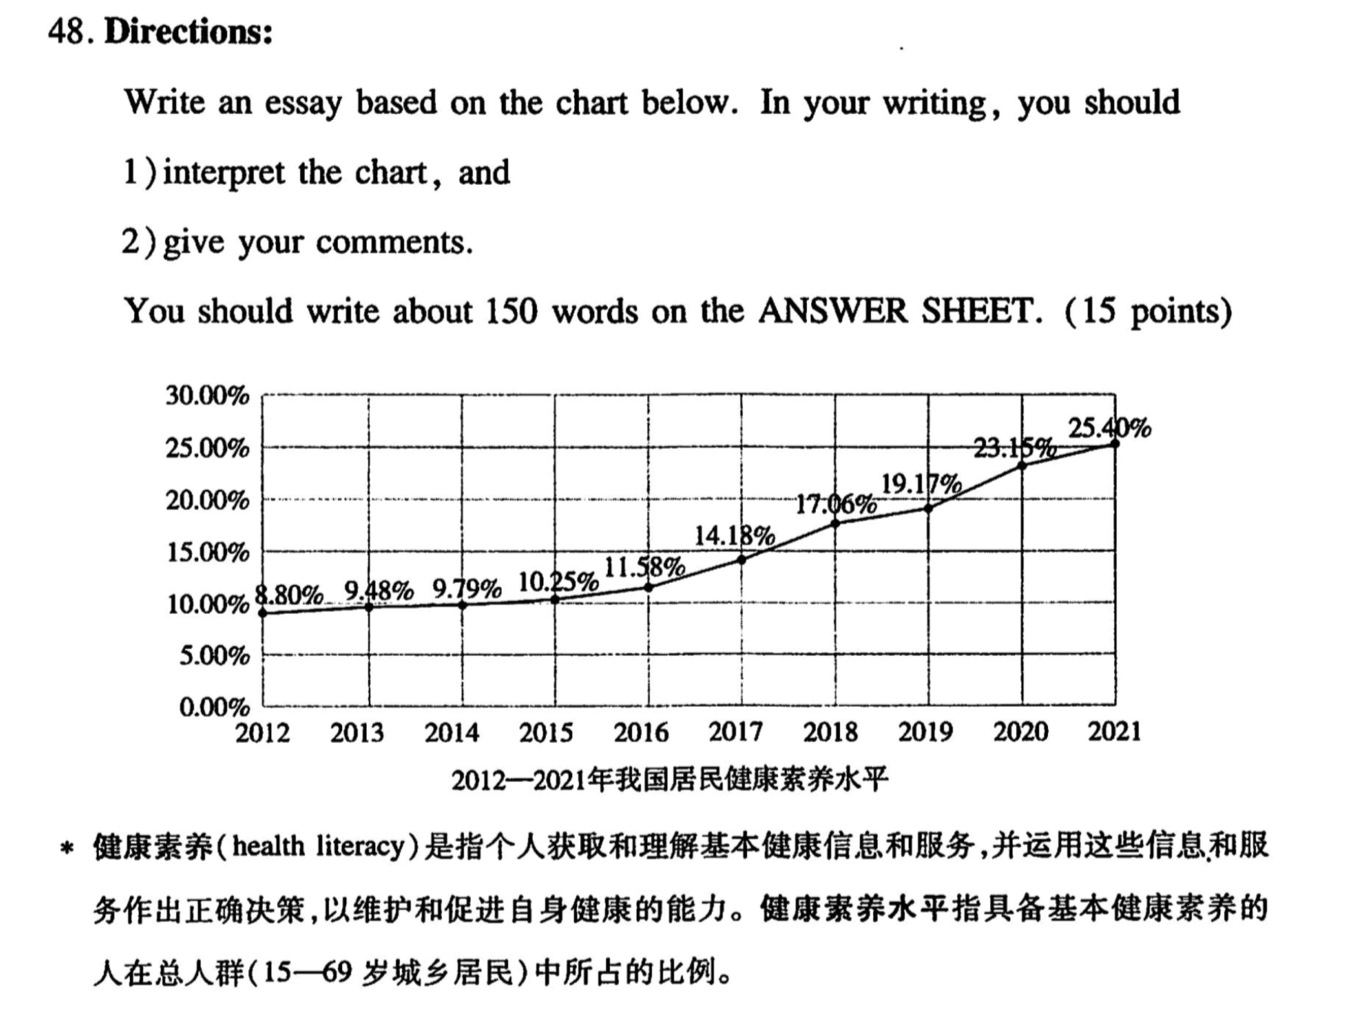 48. Directions:
Write an essay based on the chart below. In your writing, you should
1)interpret the chart, and
2)give your comments.
You should write about 150 words on the ANSWER SHEET. (15 points)
30.00%
25.00%
20.00%
15.00%
10.00%
5.00%
0.00%
8.80% 9.48% 9.79% 10.25% 11.58% 14.18% 17.06% 19.17% 23.15% 25.40%
2012 2013 2014 2015 2016 2017 2018 2019 2020 2021
2012—2021年我国居民健康素养水平
* 健康素养(health literacy)是指个人获取和理解基本健康信息和服务,并运用这些信息和服
务作出正确决策,以维护和促进自身健康的能力。健康素养水平指具备基本健康素养的
人在总人群(15—69 岁城乡居民)中所占的比例。